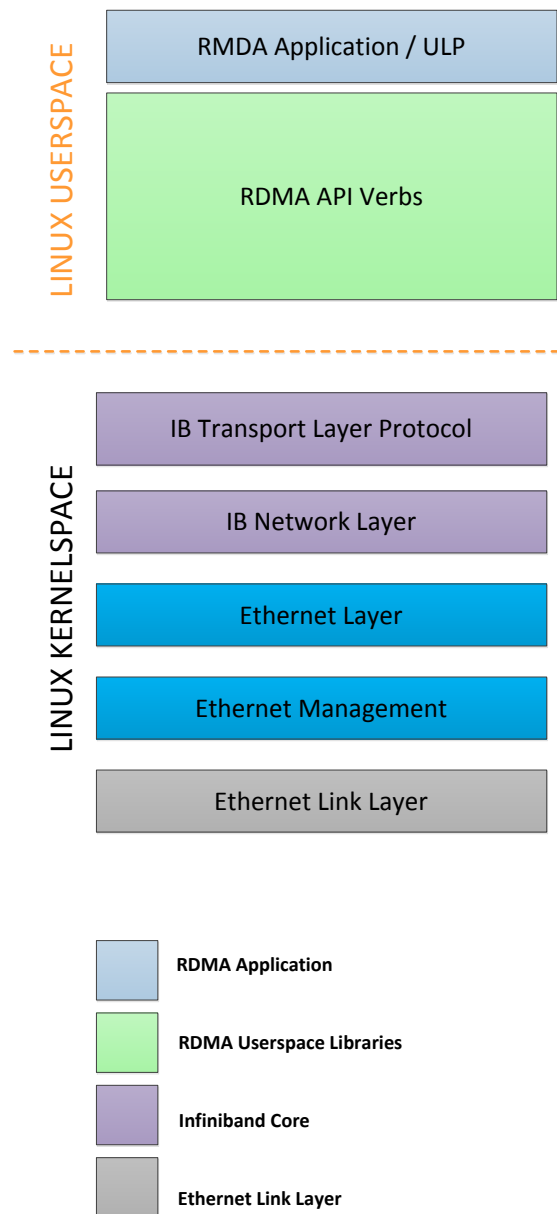 LINUX USERSPACE
RMDA Application / ULP
RDMA API Verbs
LINUX KERNELSPACE
IB Transport Layer Protocol
IB Network Layer
Ethernet Layer
Ethernet Management
Ethernet Link Layer
RDMA Application
RDMA Userspace Libraries
Infiniband Core
Ethernet Link Layer